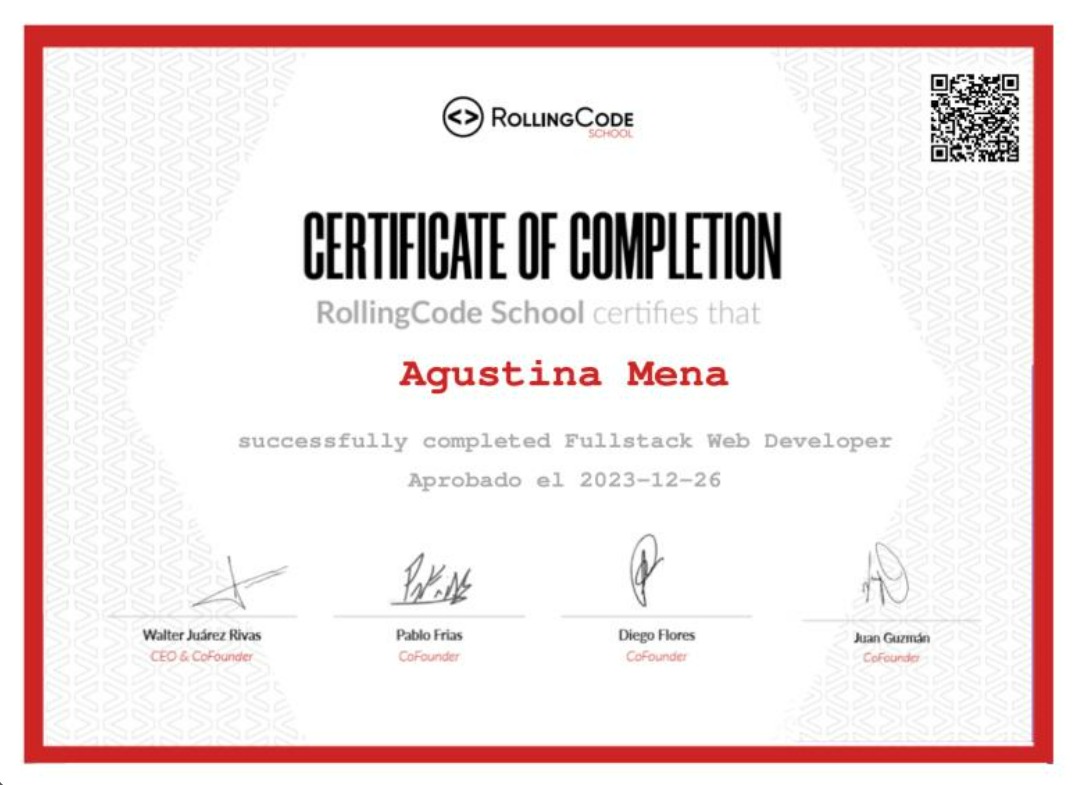 <> ROLLINGCODE
SCHOOL
CERTIFICATE OF COMPLETION
RollingCode School certifies that
Agustina Mena
successfully completed Fullstack Web Developer
Aprobado el 2023-12-26
Walter Juárez Rivas
CEO & CoFounder
Pablo Frias
CoFounder
Diego Flores
CoFounder
Juan Guzmán
CoFounder